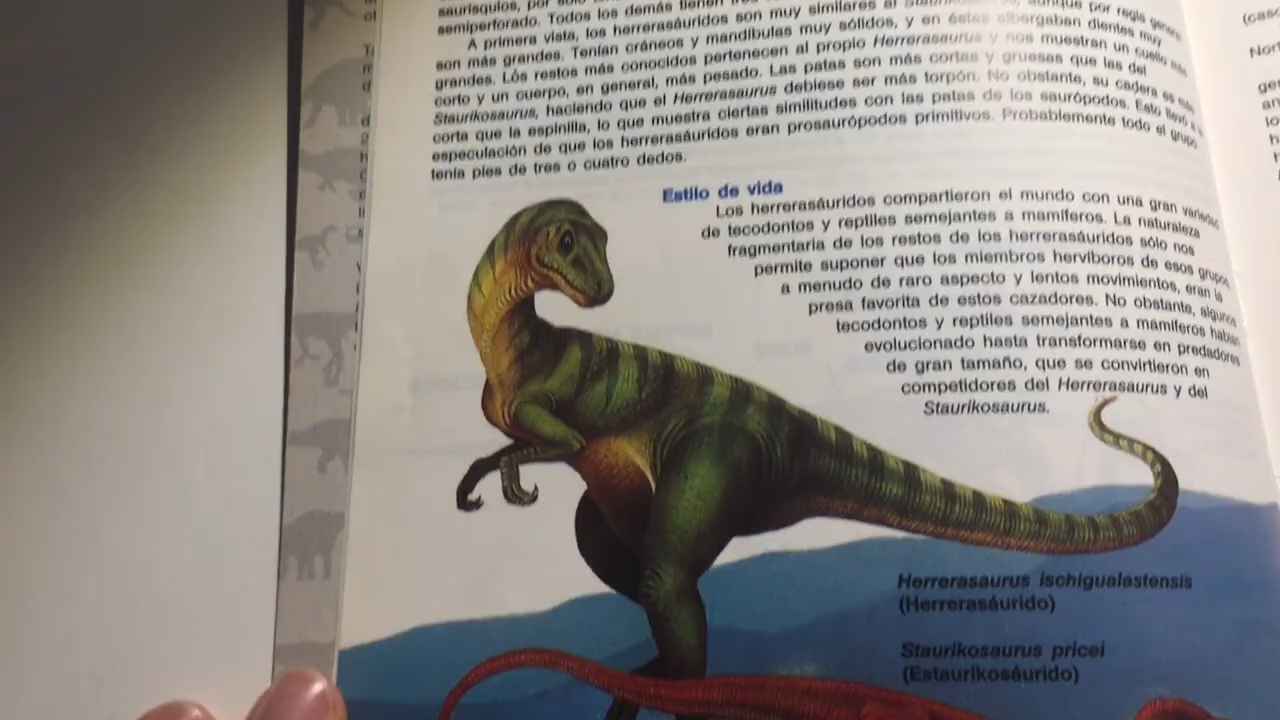 saurisquios, por
semiperforado. Todos los demás tienen
A primera vista, los herrerasáuridos son muy similares al aunque por regla general
son más grandes. Tenían cráneos y mandíbulas muy sólidos, y en éstas albergaban dientes muy
grandes. Lós restos más conocidos pertenecen al propio Herrerasaurus y nos muestran un cuello más
corto y un cuerpo, en general, más pesado. Las patas son más cortas y gruesas que las del
Staurikosaurus, haciendo que el Herrerasaurus debiese ser más torpón. No obstante, su cadera es más
corta que la espinilla, lo que muestra ciertas similitudes con las patas de los saurópodos. Esto llevó a la
especulación de que los herrerasáuridos eran prosaurópodos primitivos. Probablemente todo el grupo
tenía pies de tres o cuatro dedos.
Estilo de vida
Los herrerasáuridos compartieron el mundo con una gran variedad
de tecodontos y reptiles semejantes a mamíferos. La naturaleza
fragmentaria de los restos de los herrerasáuridos sólo nos
permite suponer que los miembros hervíboros de esos grupos
a menudo de raro aspecto y lentos movimientos, eran la
presa favorita de estos cazadores. No obstante, algunos
tecodontos y reptiles semejantes a mamíferos habían
evolucionado hasta transformarse en predadores
de gran tamaño, que se convirtieron en
competidores del Herrerasaurus y del
Staurikosaurus.
Herrerasaurus ischigualastensis
(Herrerasáurido)
Staurikosaurus pricei
(Estaurikosáurido)